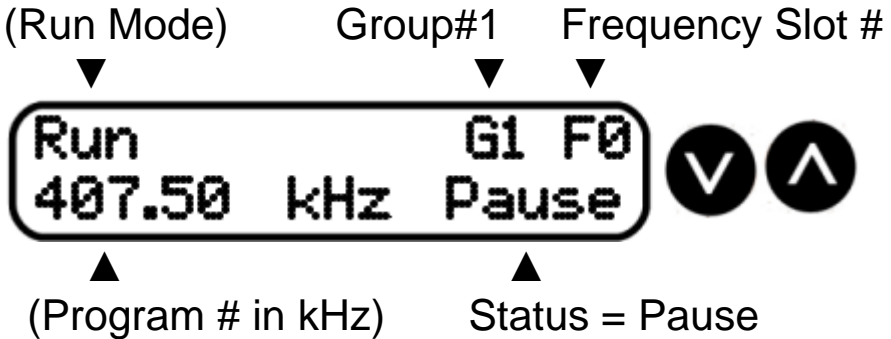 (Run Mode) Group#1 Frequency Slot #
Run G1 F0
407.50 kHz Pause
(Program # in kHz) Status = Pause